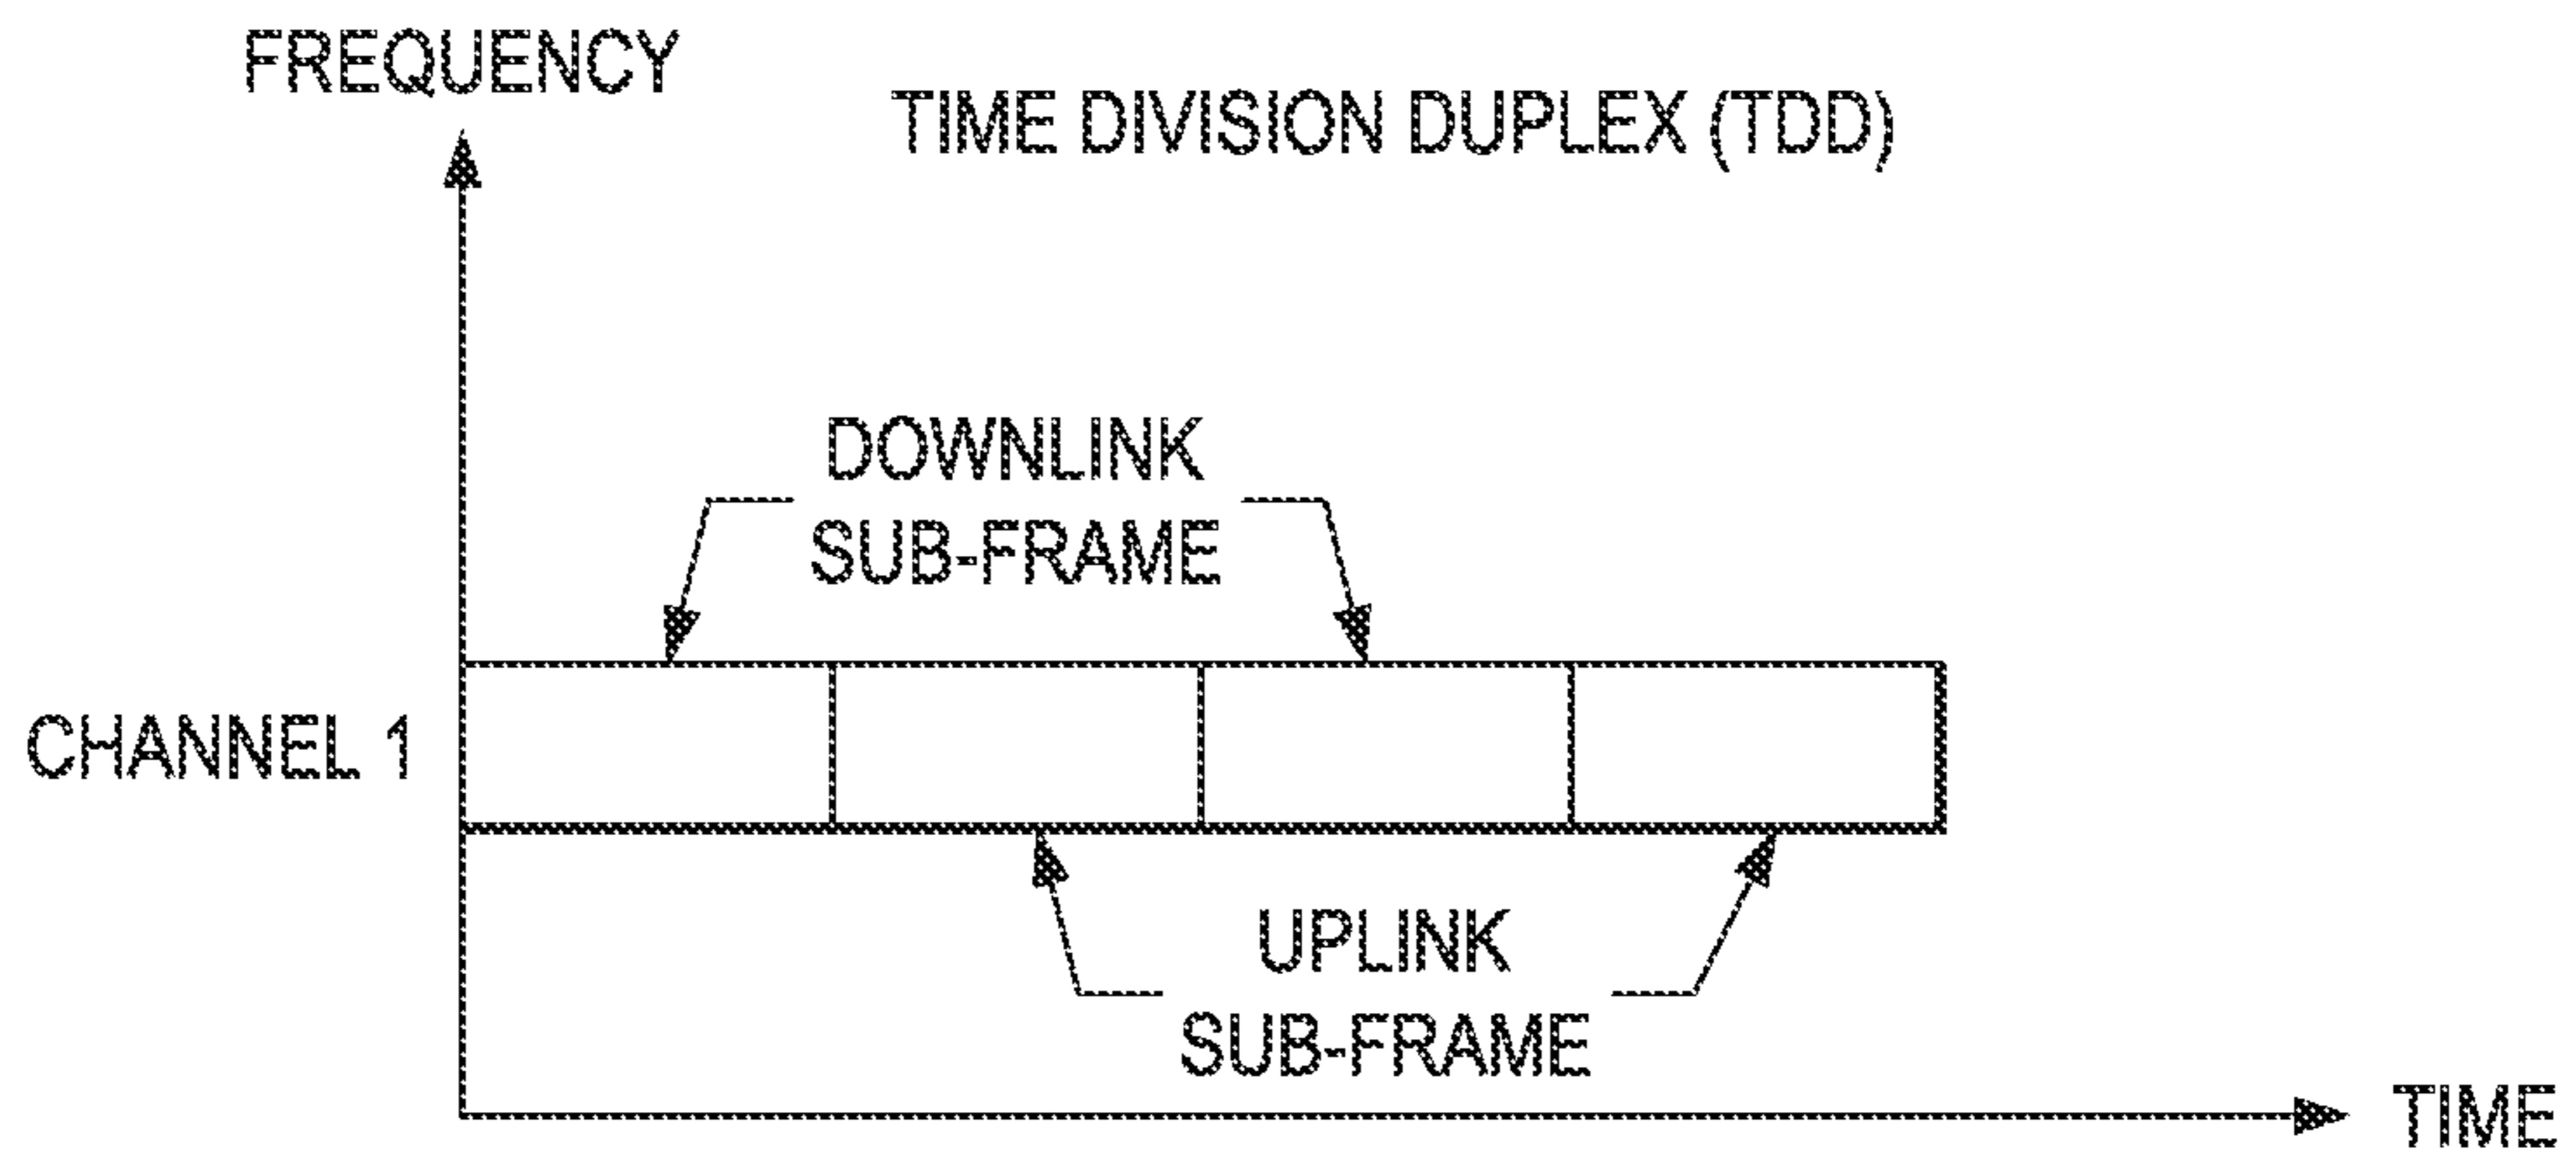 FREQUENCY
TIME DIVISION DUPLEX (TDD)
DOWNLINK
SUB-FRAME
CHANNEL 1
UPLINK
SUB-FRAME
TIME